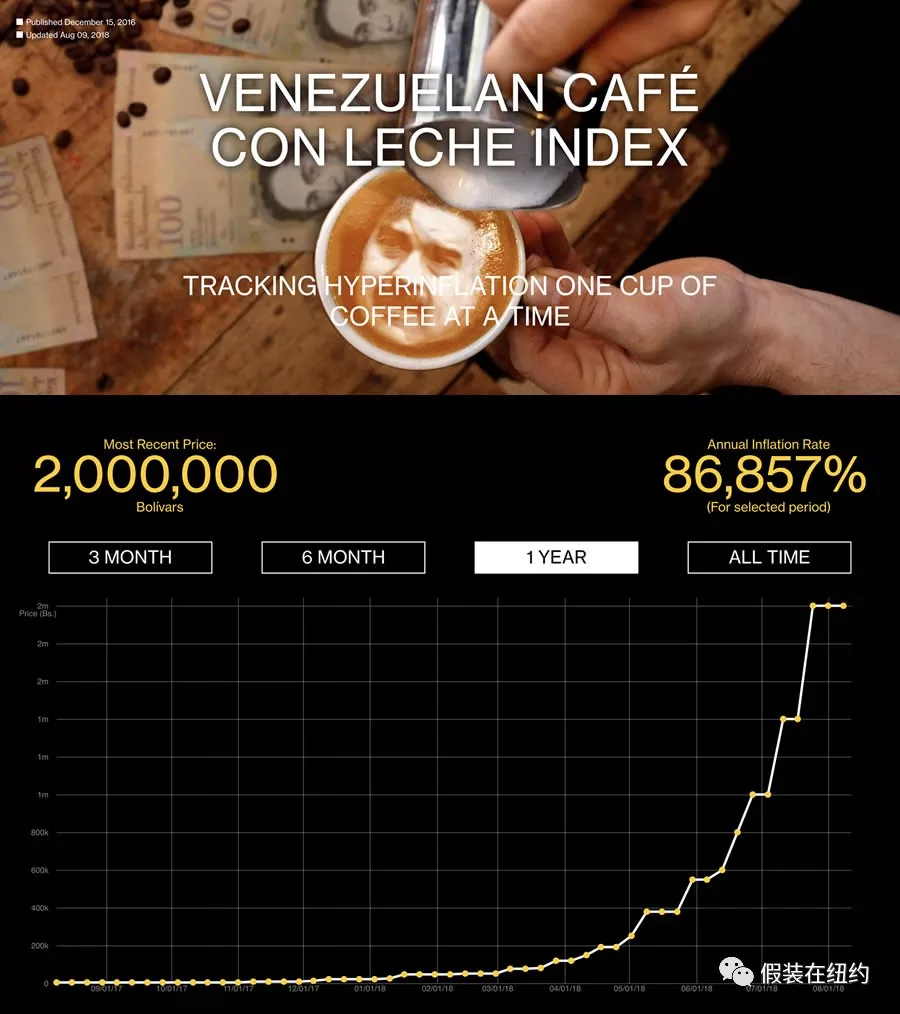 Published December 15, 2016
Updated Aug 09, 2018
100
100
VENEZUELAN CAFÉ
CON LECHE INDEX
TRACKING HYPERINFLATION ONE CUP OF
COFFEE AT A TIME
Most Recent Price:
2,000,000
Bolívars
Annual Inflation Rate
86,857%
(For selected period)
3 MONTH
6 MONTH
1 YEAR
ALL TIME
2m
Price (Bs.)
2m
2m
1m
1m
1m
800k
600k
400k
200k
0
09/01/17
10/01/17
11/01/17
12/01/17
01/01/18
02/01/18
03/01/18
04/01/18
05/01/18
06/01/18
07/01/18
08/01/18
假装在纽约